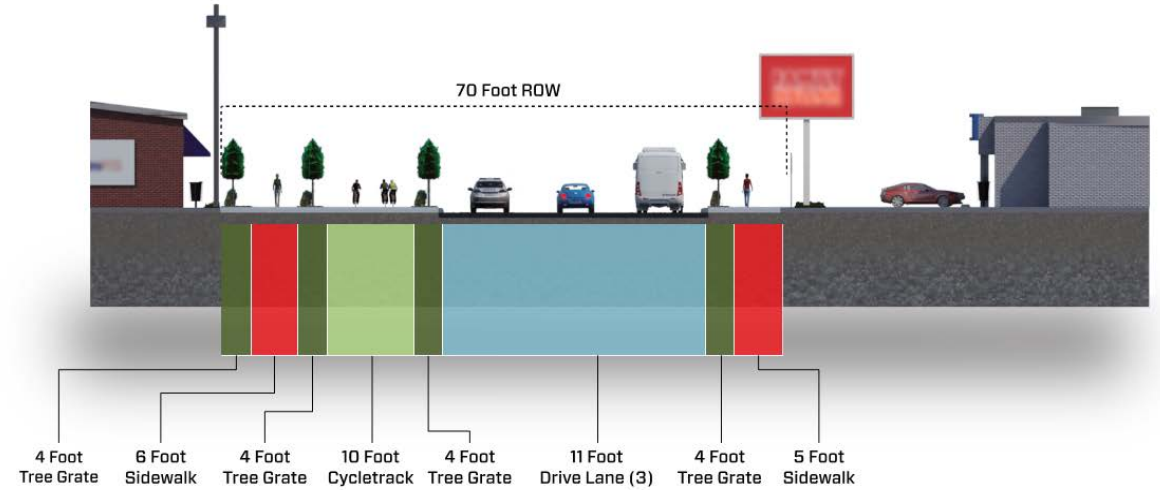 70 Foot ROW
4 Foot
Tree Grate
6 Foot
Sidewalk
4 Foot
Tree Grate
10 Foot
Cycletrack
4 Foot
Tree Grate
11 Foot
Drive Lane (3)
4 Foot
Tree Grate
5 Foot
Sidewalk